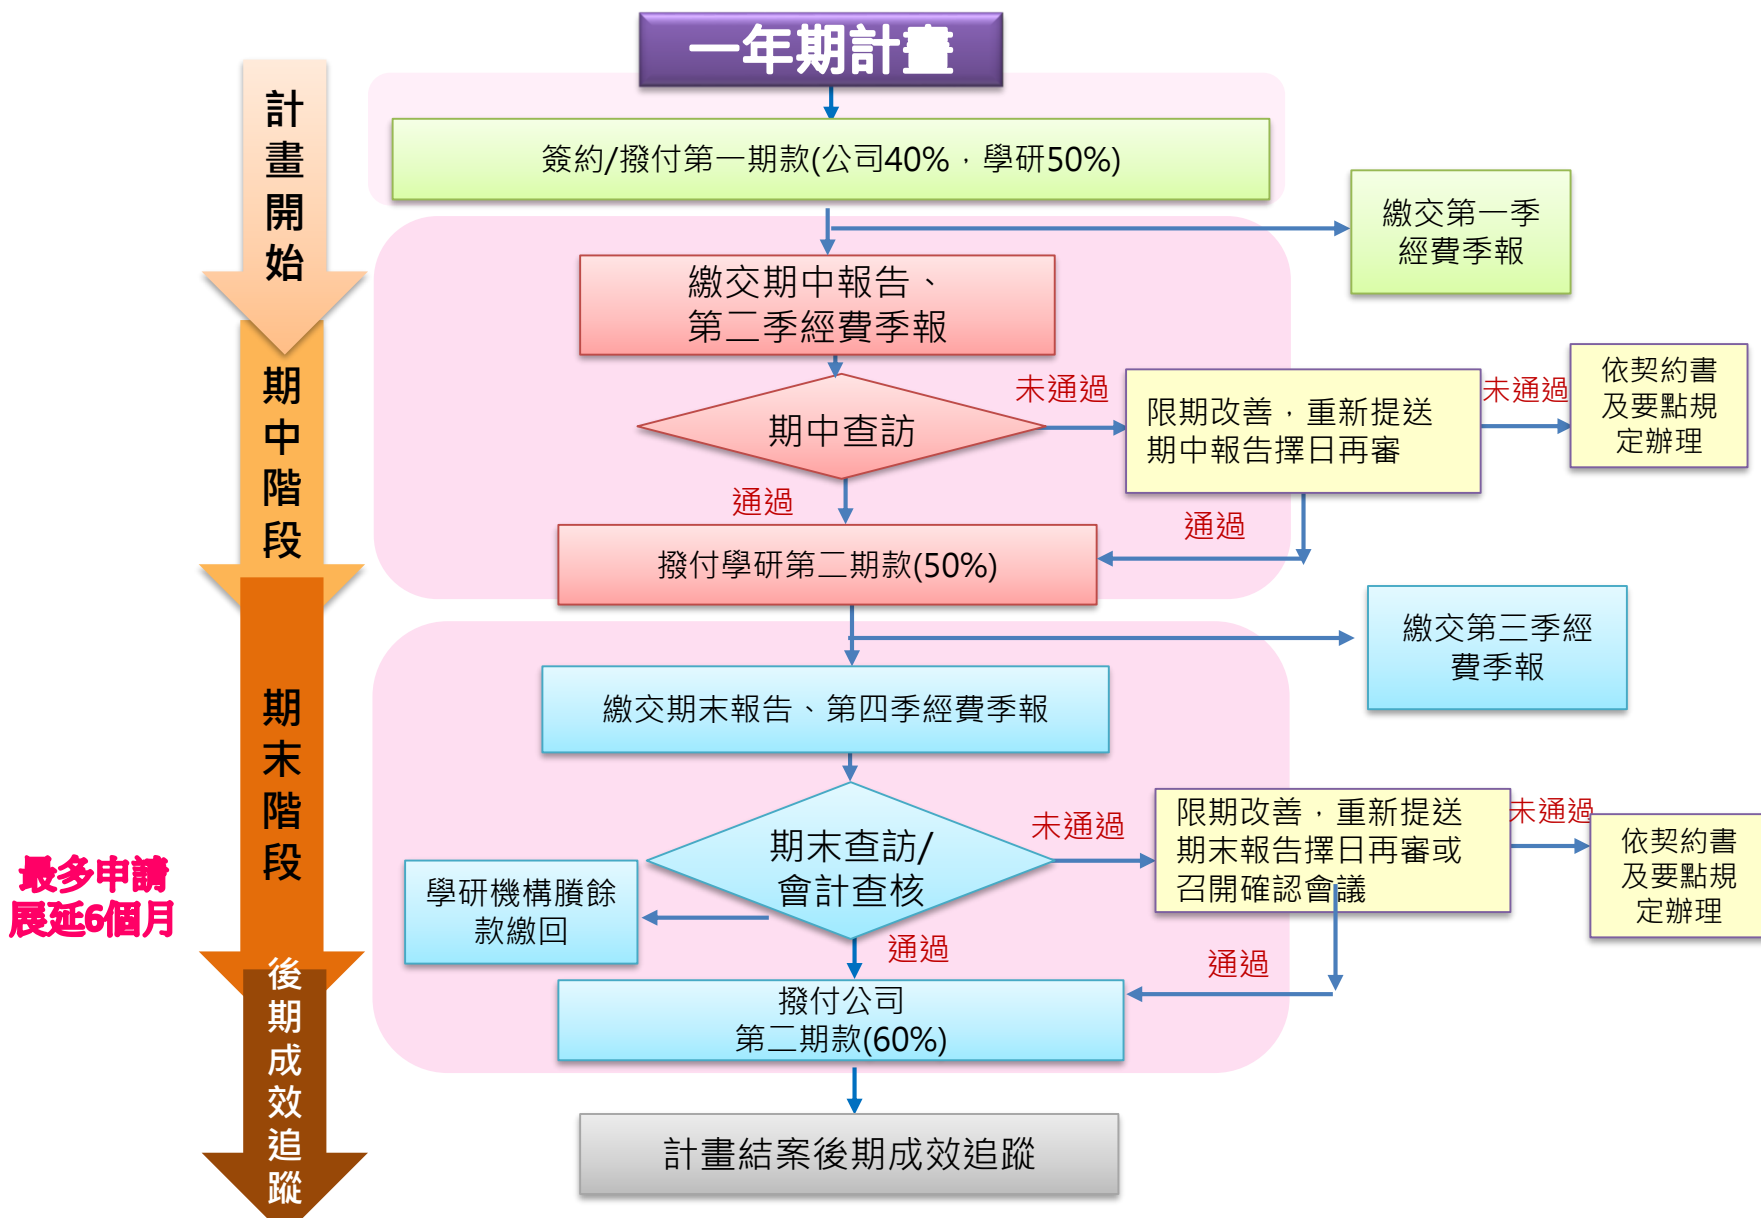 一年期計畫
計畫開始
簽約/撥付第一期款(公司40%，學研50%)
繳交第一季
經費季報
繳交期中報告、
第二季經費季報
期中階段
期中查訪
未通過
限期改善，重新提送
期中報告擇日再審
未通過
依契約書
及要點規
定辦理
通過
通過
撥付學研第二期款(50%)
繳交第三季經
費季報
期末階段
繳交期末報告、第四季經費季報
期末查訪/
會計查核
未通過
限期改善，重新提送
期末報告擇日再審或
召開確認會議
未通過
依契約書
及要點規
定辦理
最多申請
展延6個月
學研機構賸餘
款繳回
通過
通過
撥付公司
第二期款(60%)
後期成效追蹤
計畫結案後期成效追蹤